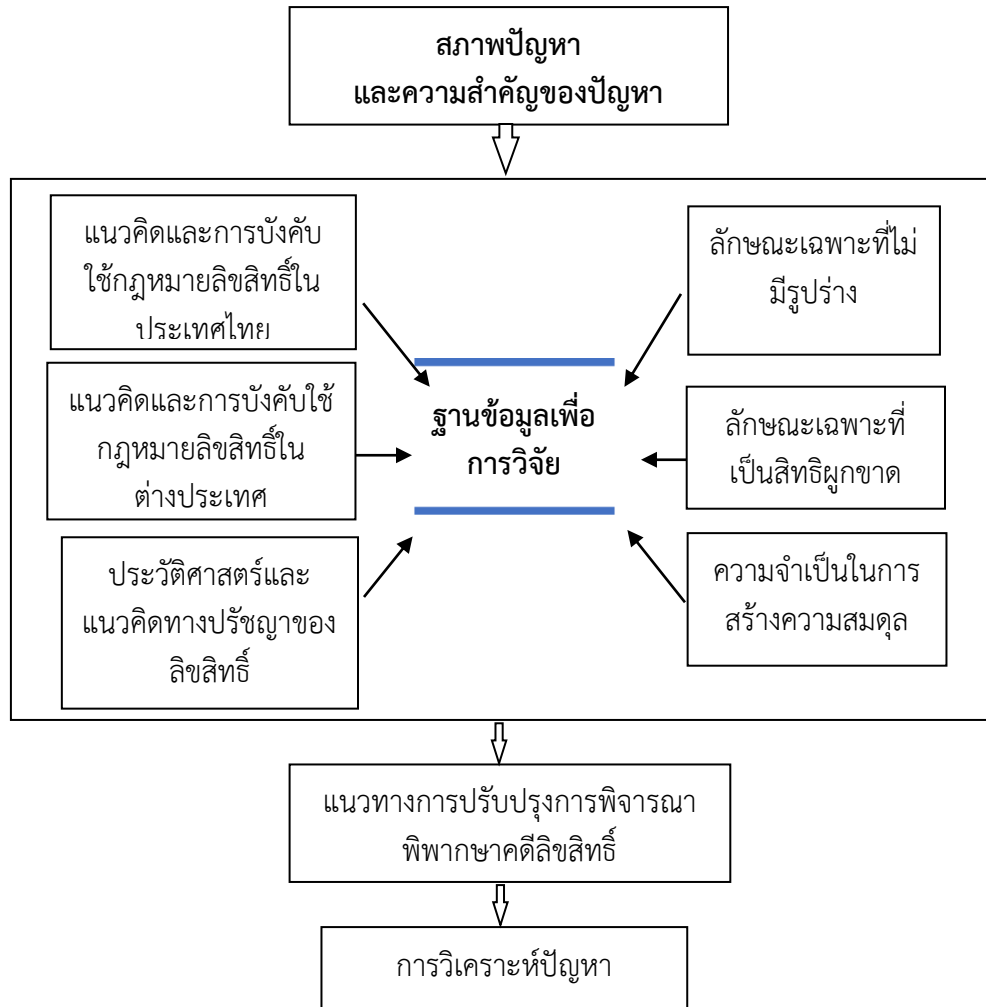 สภาพปัญหา
และความสำคัญของปัญหา
แนวคิดและการบังคับ
ใช้กฎหมายลิขสิทธิ์ใน
ประเทศไทย
แนวคิดและการบังคับใช้
กฎหมายลิขสิทธิ์ใน
ต่างประเทศ
ประวัติศาสตร์และ
แนวคิดทางปรัชญาของ
ลิขสิทธิ์
ฐานข้อมูลเพื่อ
การวิจัย
ลักษณะเฉพาะที่ไม่
มีรูปร่าง
ลักษณะเฉพาะที่
เป็นสิทธิผูกขาด
ความจำเป็นในการ
สร้างความสมดุล
แนวทางการปรับปรุงการพิจารณา
พิพากษาคดีลิขสิทธิ์
การวิเคราะห์ปัญหา